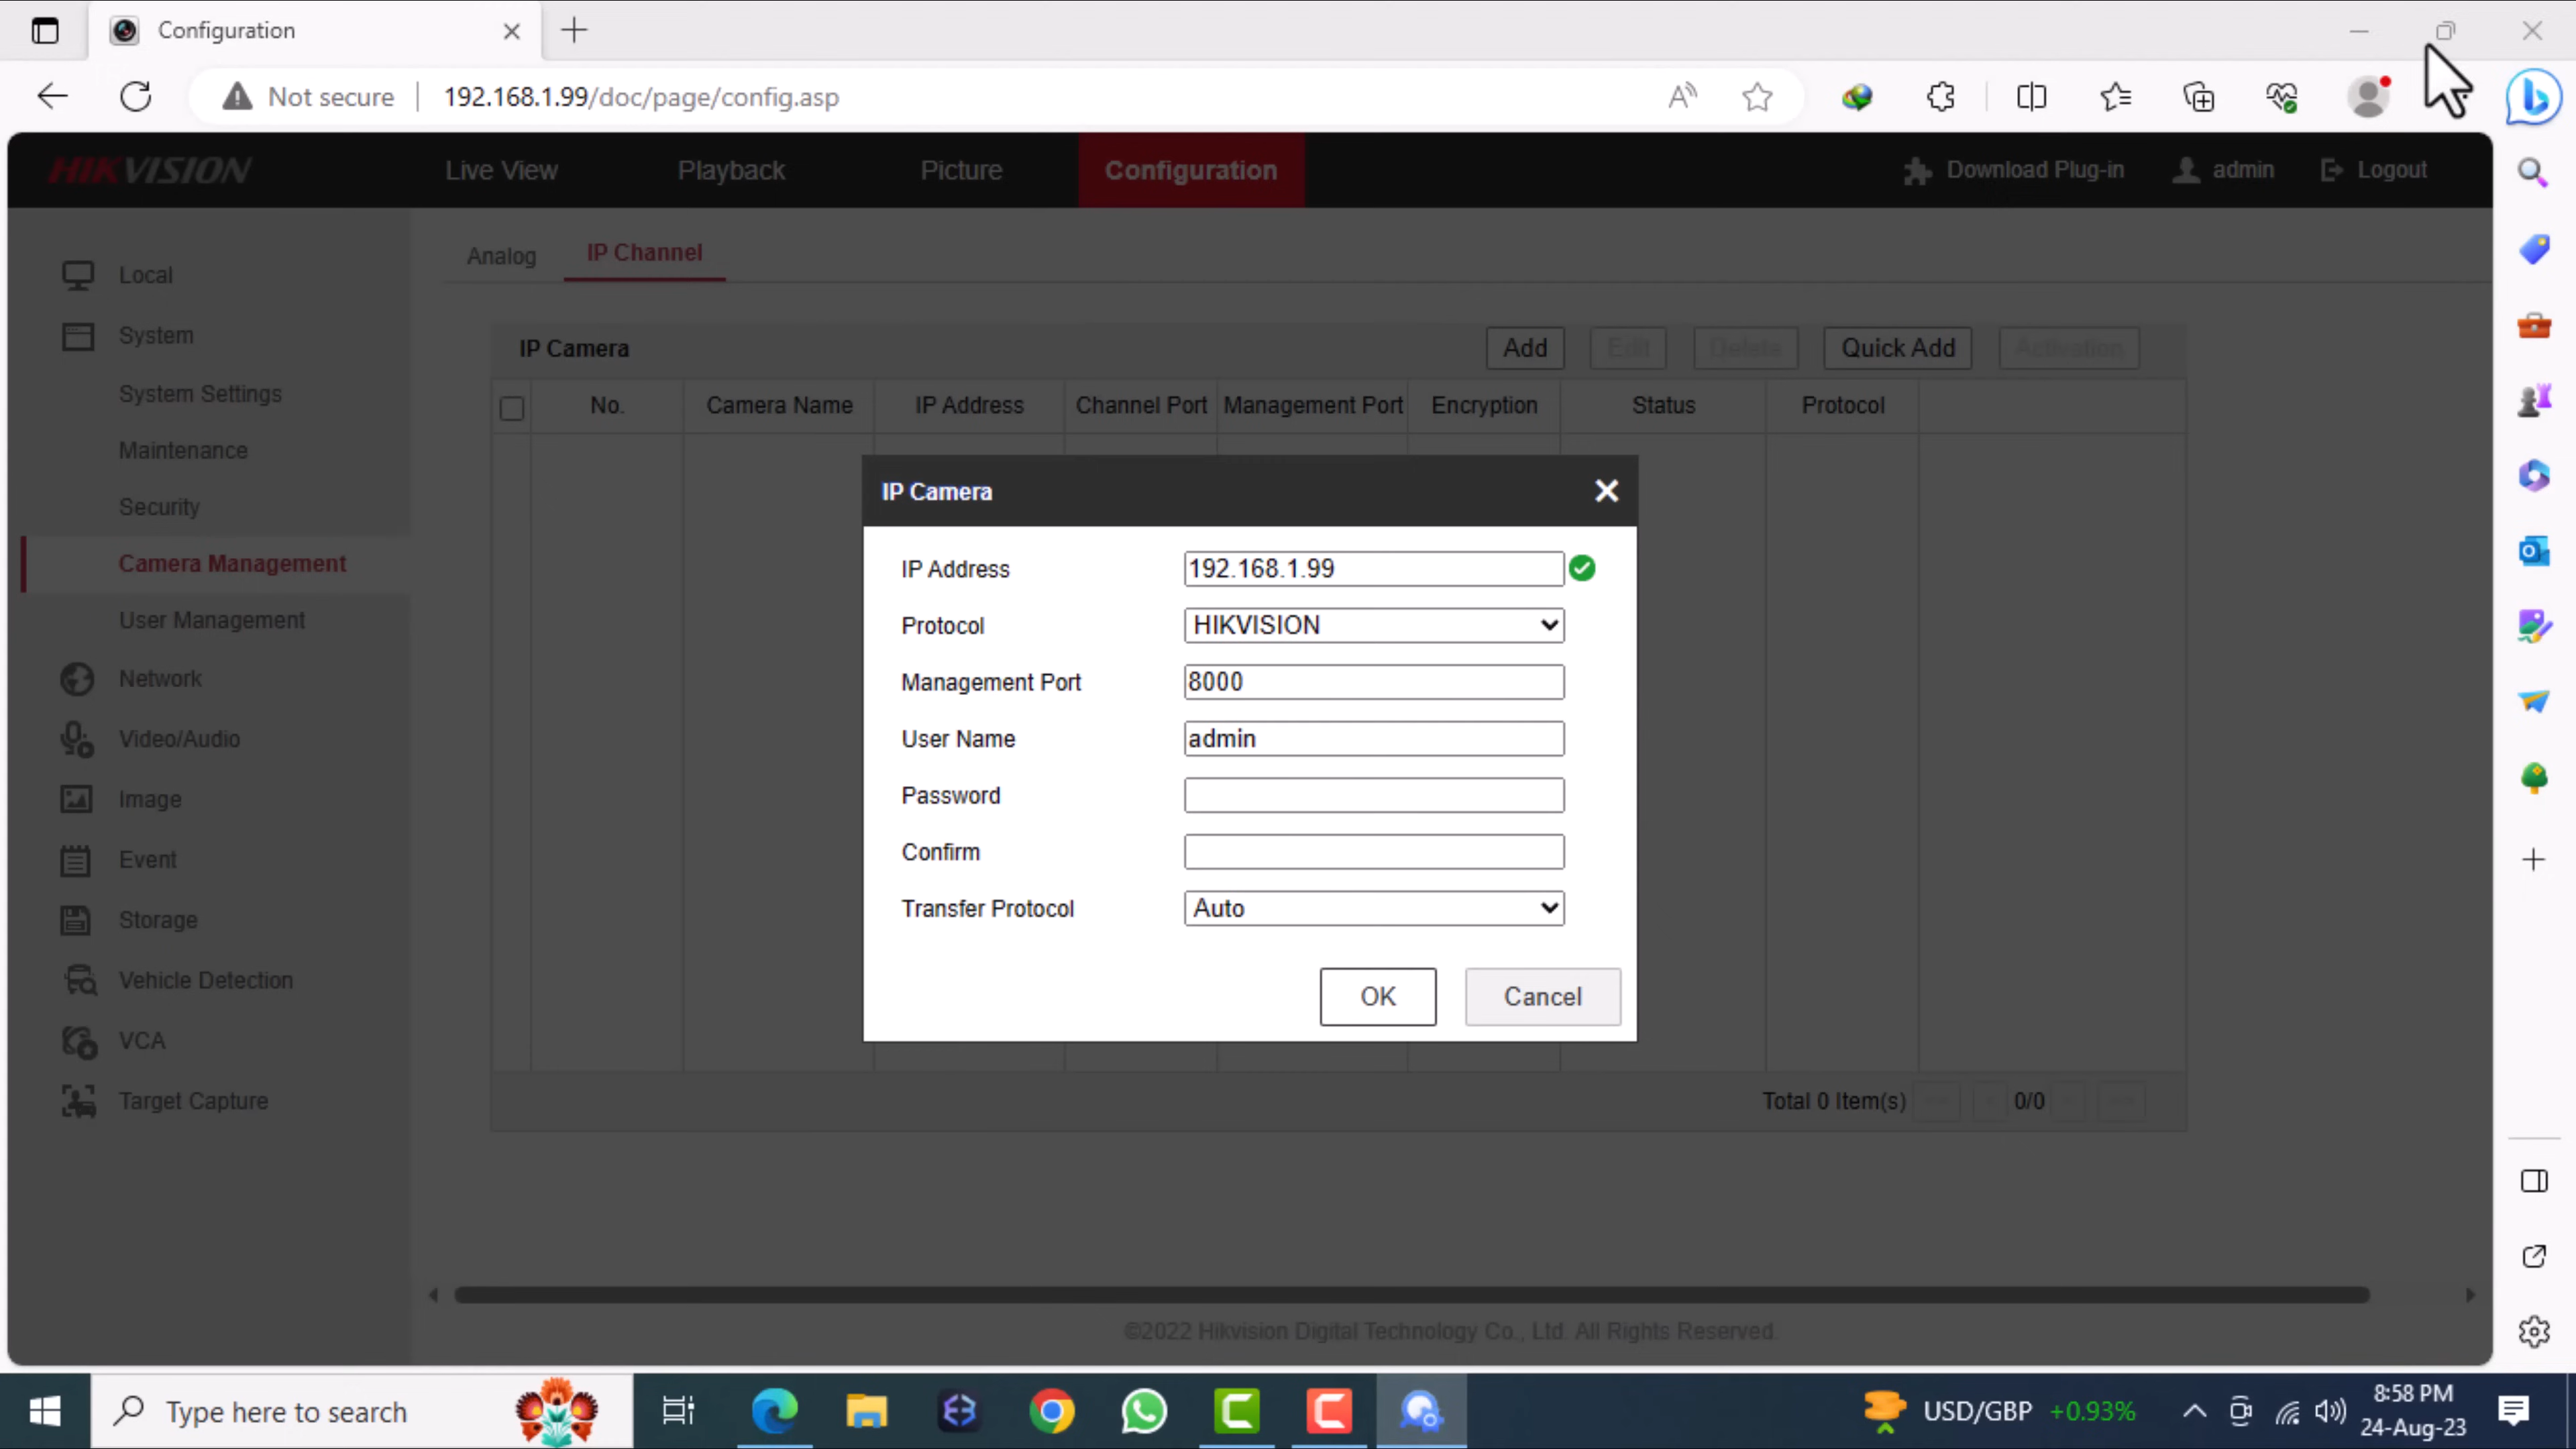 Configuration
Not secure
192.168.1.99/doc/page/config.asp
HIKVISION
Live View
Playback
Picture
Configuration
Download Plug-in
admin
Logout
Local
System
System Settings
Maintenance
Security
Camera Management
User Management
Network
Video/Audio
Image
Event
Storage
Vehicle Detection
VCA
Target Capture
Analog
IP Channel
IP Camera
Add
Edit
Delete
Quick Add
Activation
No.
Camera Name
IP Address
Channel Port
Management Port
Encryption
Status
Protocol
IP Camera
IP Address
192.168.1.99
Protocol
HIKVISION
Management Port
8000
User Name
admin
Password
Confirm
Transfer Protocol
Auto
OK
Cancel
Total 0 Item(s)
0/0
©2022 Hikvision Digital Technology Co., Ltd. All Rights Reserved.
Type here to search
USD/GBP +0.93%
8:58 PM
24-Aug-23